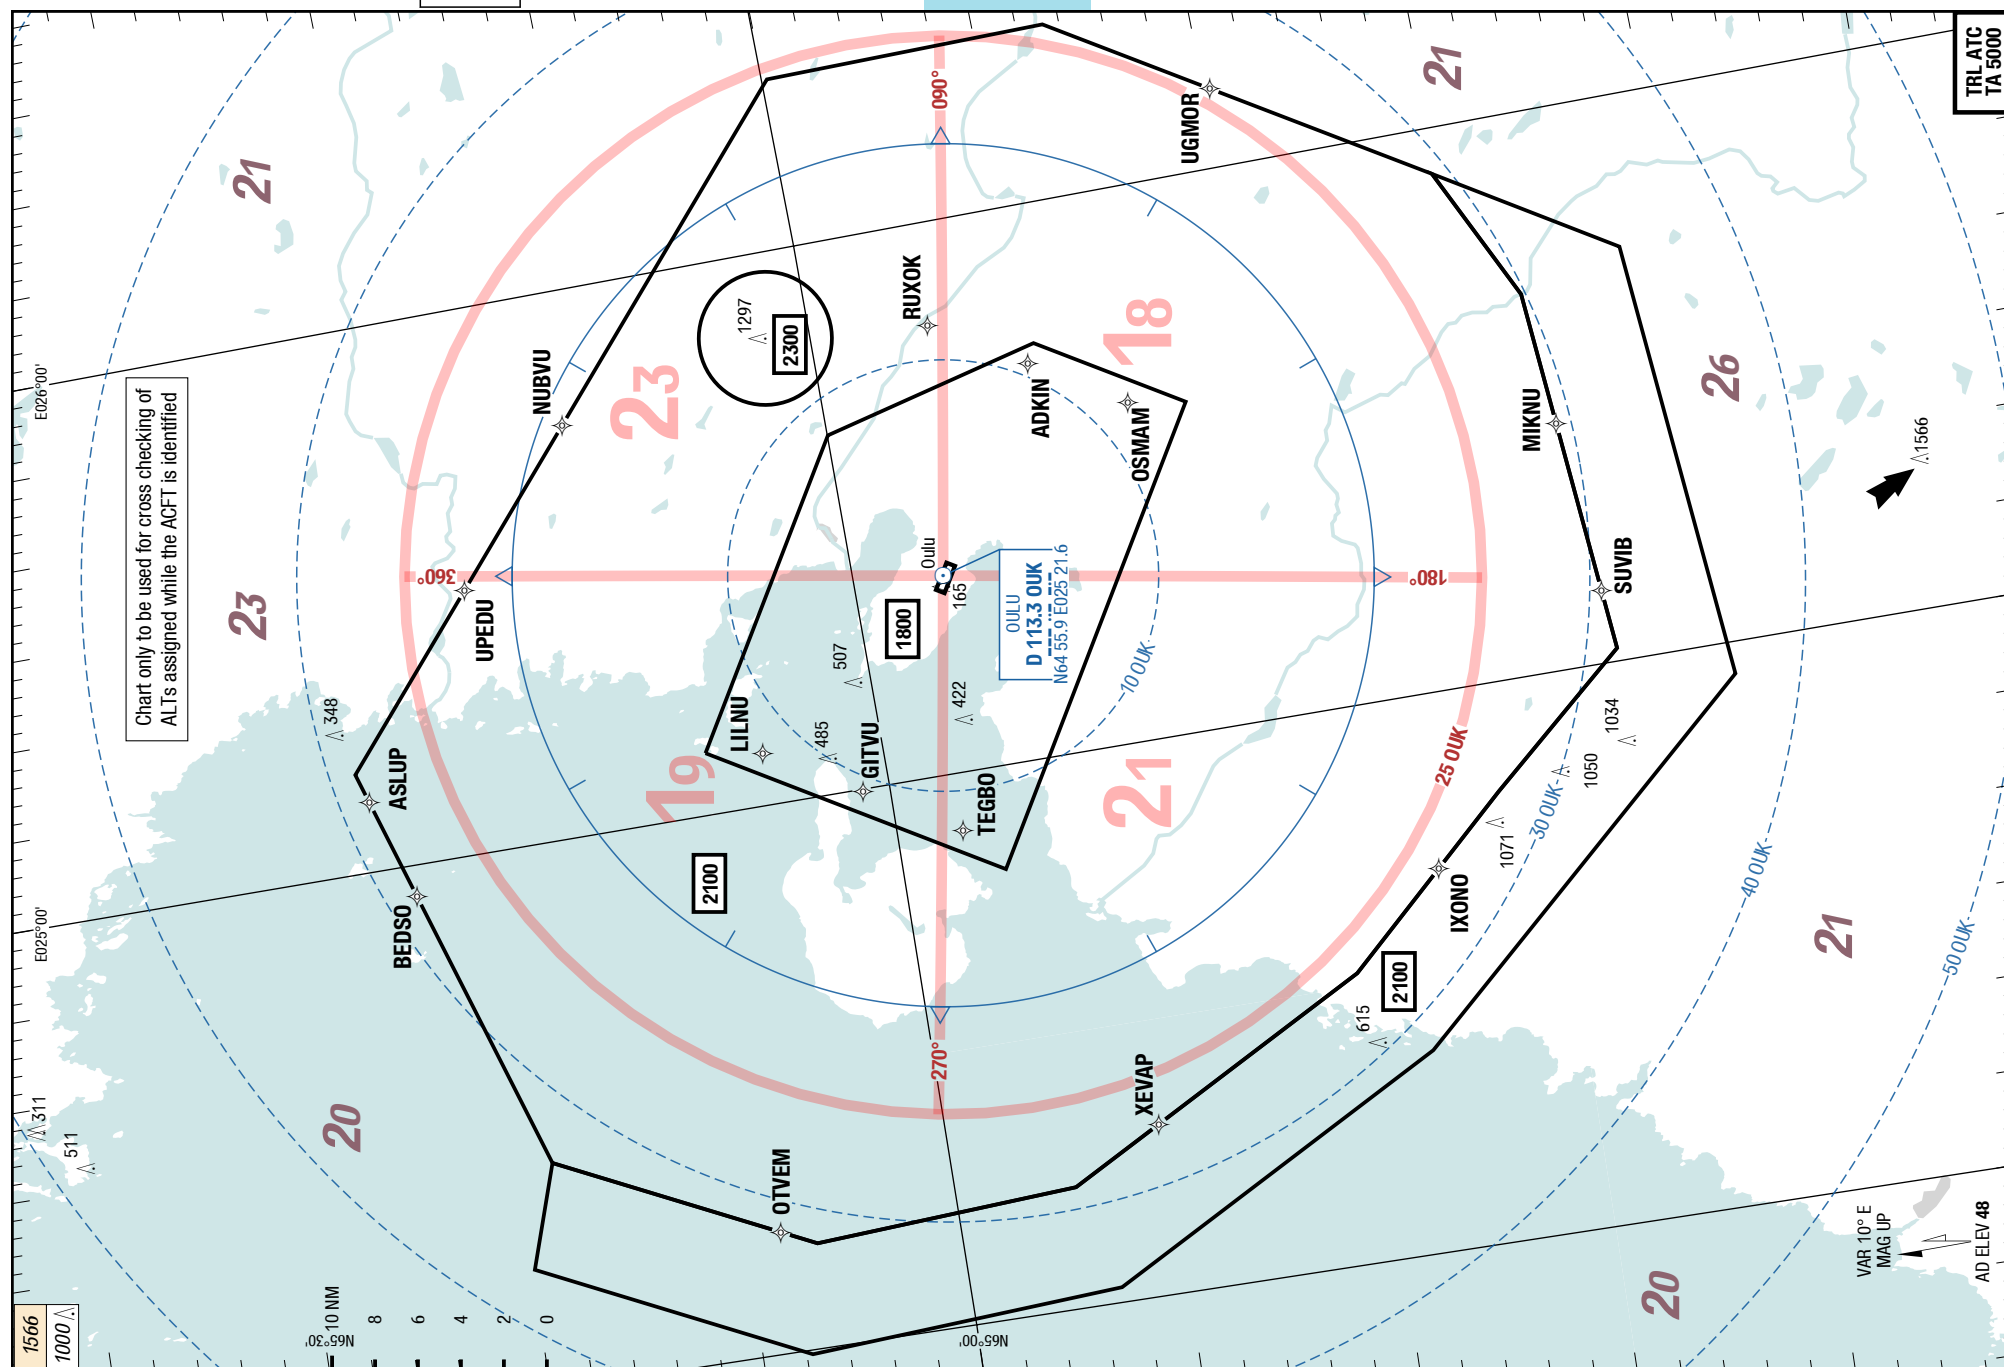 Chart only to be used for cross checking of
ALTs assigned while the ACFT is identified
E026°00'
E025°00'
1566
1000
N65°30'
10 NM
8
6
4
2
0
N65°00'
TRL ATC
TA 5000
VAR 10° E
MAG UP
AD ELEV 48
OULU
D 113.3 OUK
N64 55.9 E025 21.6
Oulu
165
360°
090°
180°
270°
10 OUK
25 OUK
30 OUK
40 OUK
50 OUK
UPEDU
NUBVU
ASLUP
BEDSO
OTVEM
XEVAP
IXONO
SUVIB
MIKNU
UGMOR
RUXOK
ADKIN
OSMAM
LILNU
GITVU
TEGBO
1297
2300
1800
2100
2100
507
485
422
348
311
511
615
1071
1050
1034
1566
23
18
19
21
21
21
23
20
20
21
26